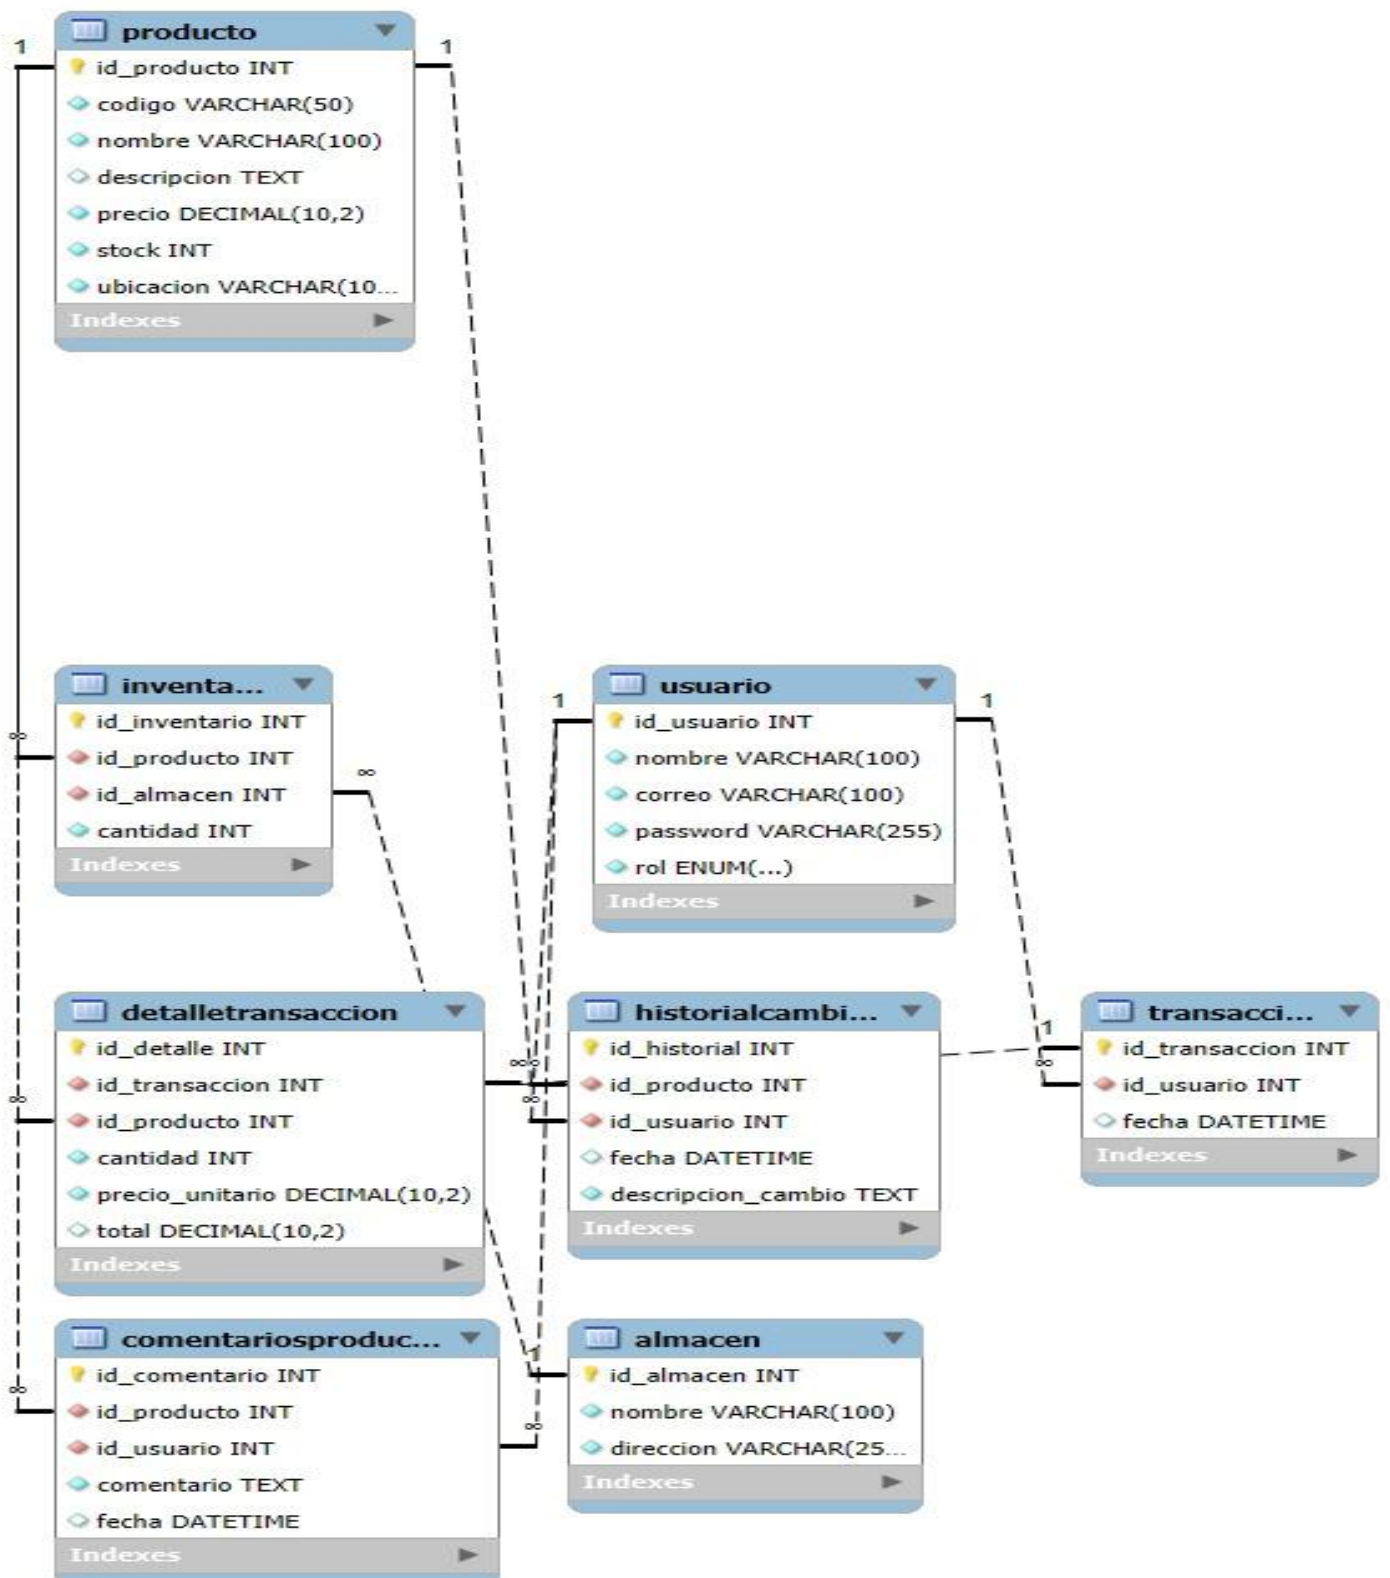 producto
1
1
id_producto INT
codigo VARCHAR(50)
nombre VARCHAR(100)
descripcion TEXT
precio DECIMAL(10,2)
stock INT
ubicacion VARCHAR(10...
Indexes
inventa...
id_inventario INT
∞
id_producto INT
∞
id_almacen INT
cantidad INT
Indexes
usuario
1
1
id_usuario INT
nombre VARCHAR(100)
correo VARCHAR(100)
password VARCHAR(255)
rol ENUM(...)
Indexes
detalletransaccion
id_detalle INT
∞
id_transaccion INT
∞
id_producto INT
cantidad INT
precio_unitario DECIMAL(10,2)
total DECIMAL(10,2)
Indexes
historialcambi...
id_historial INT
∞
id_producto INT
∞
id_usuario INT
fecha DATETIME
descripcion_cambio TEXT
Indexes
transacci...
1
id_transaccion INT
∞
id_usuario INT
fecha DATETIME
Indexes
comentariosproduc...
id_comentario INT
∞
id_producto INT
∞
id_usuario INT
comentario TEXT
fecha DATETIME
Indexes
almacen
1
id_almacen INT
nombre VARCHAR(100)
direccion VARCHAR(25...
Indexes